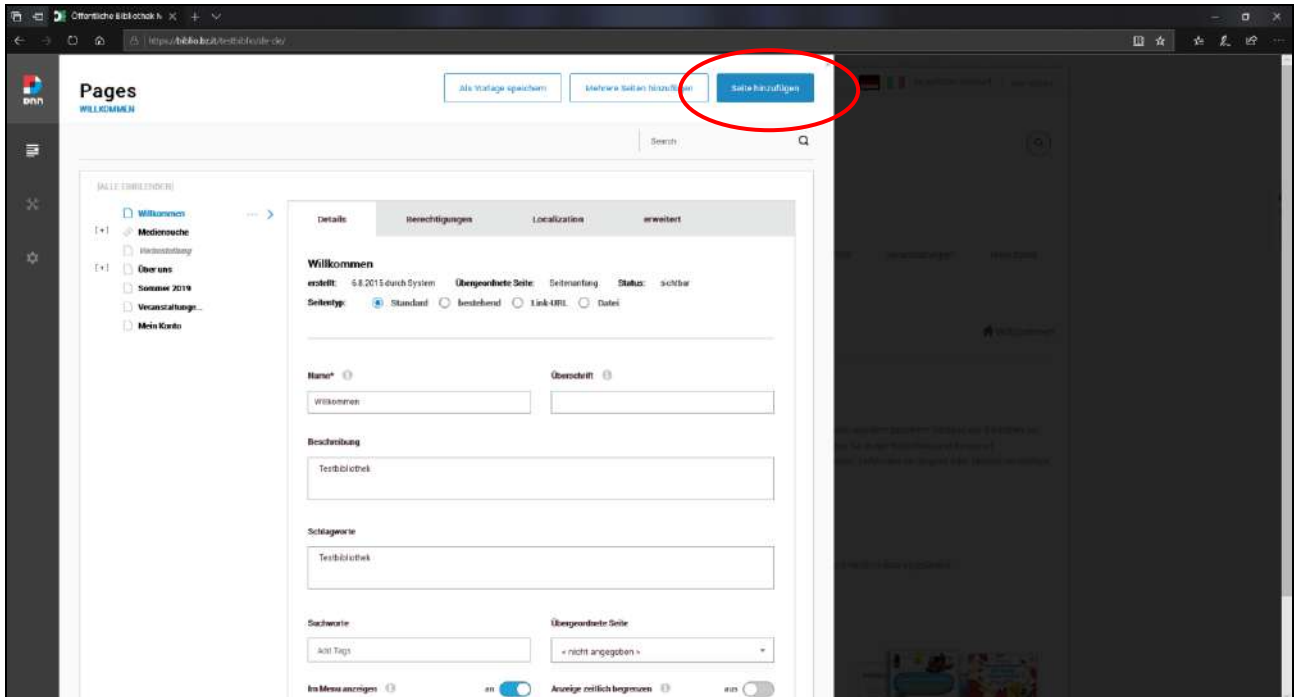 Öffentliche Bibliothek
https://biblio.bz.it/testbiblio/de-de/
DNN
Pages
WILLKOMMEN
Als Vorlage speichern
Mehrere Seiten hinzufügen
Seite hinzufügen
Search
[ALLE EINBLENDEN]
Willkommen
[+] Mediensuche
[+] Über uns
Sommer 2019
Veranstaltunge...
Mein Konto
Details Berechtigungen Localization erweitert
Willkommen
erstellt: 6.8.2015 durch System Übergeordnete Seite: Seitenanfang Status: sichtbar
Seitentyp: Standard bestehend Link-URL Datei
Name* Überschrift
Willkommen
Beschreibung
Testbibliothek
Schlagworte
Testbibliothek
Suchworte Übergeordnete Seite
Add Tags < nicht angegeben >
Im Menu anzeigen an Anzeige zeitlich begrenzen aus
Willkommen